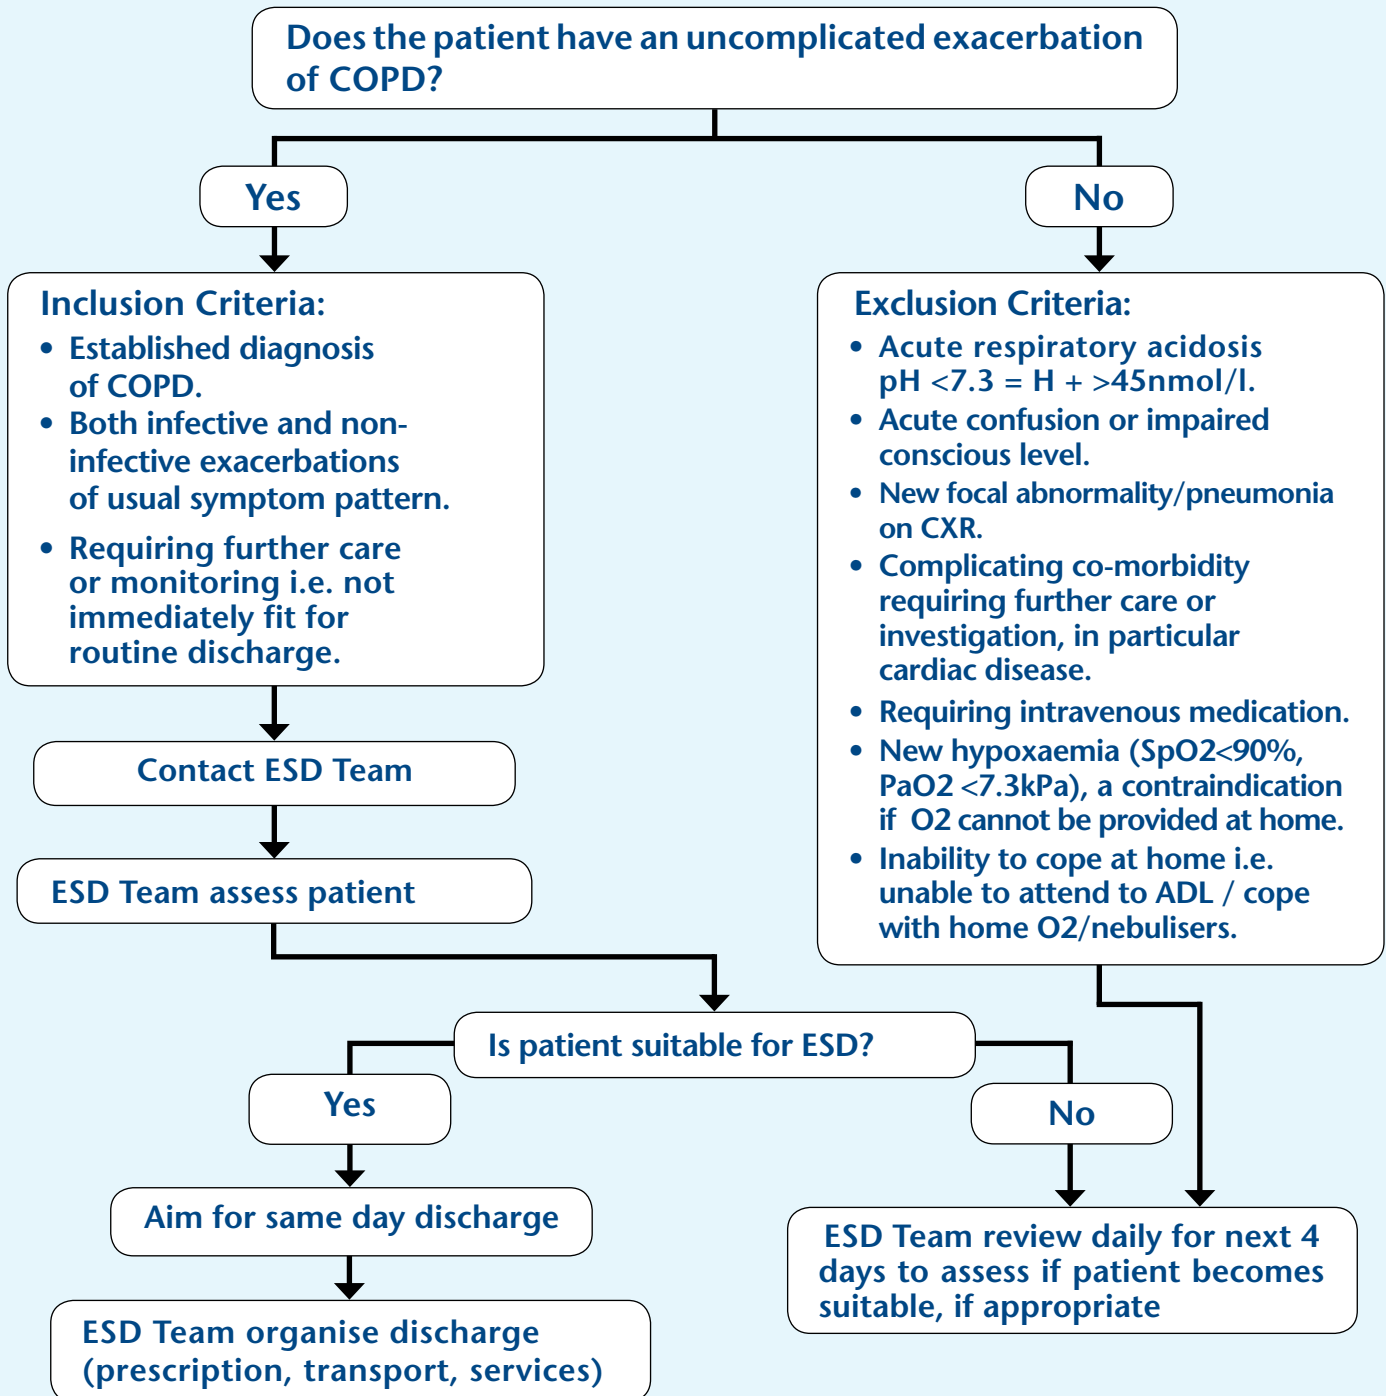 Does the patient have an uncomplicated exacerbation
of COPD?
Yes
No
Inclusion Criteria:
• Established diagnosis
of COPD.
• Both infective and non-
infective exacerbations
of usual symptom pattern.
• Requiring further care
or monitoring i.e. not
immediately fit for
routine discharge.
Exclusion Criteria:
• Acute respiratory acidosis
pH <7.3 = H + >45nmol/l.
• Acute confusion or impaired
conscious level.
• New focal abnormality/pneumonia
on CXR.
• Complicating co-morbidity
requiring further care or
investigation, in particular
cardiac disease.
• Requiring intravenous medication.
• New hypoxaemia (SpO2<90%,
PaO2 <7.3kPa), a contraindication
if O2 cannot be provided at home.
• Inability to cope at home i.e.
unable to attend to ADL / cope
with home O2/nebulisers.
Contact ESD Team
ESD Team assess patient
Is patient suitable for ESD?
Yes
No
Aim for same day discharge
ESD Team organise discharge
(prescription, transport, services)
ESD Team review daily for next 4
days to assess if patient becomes
suitable, if appropriate